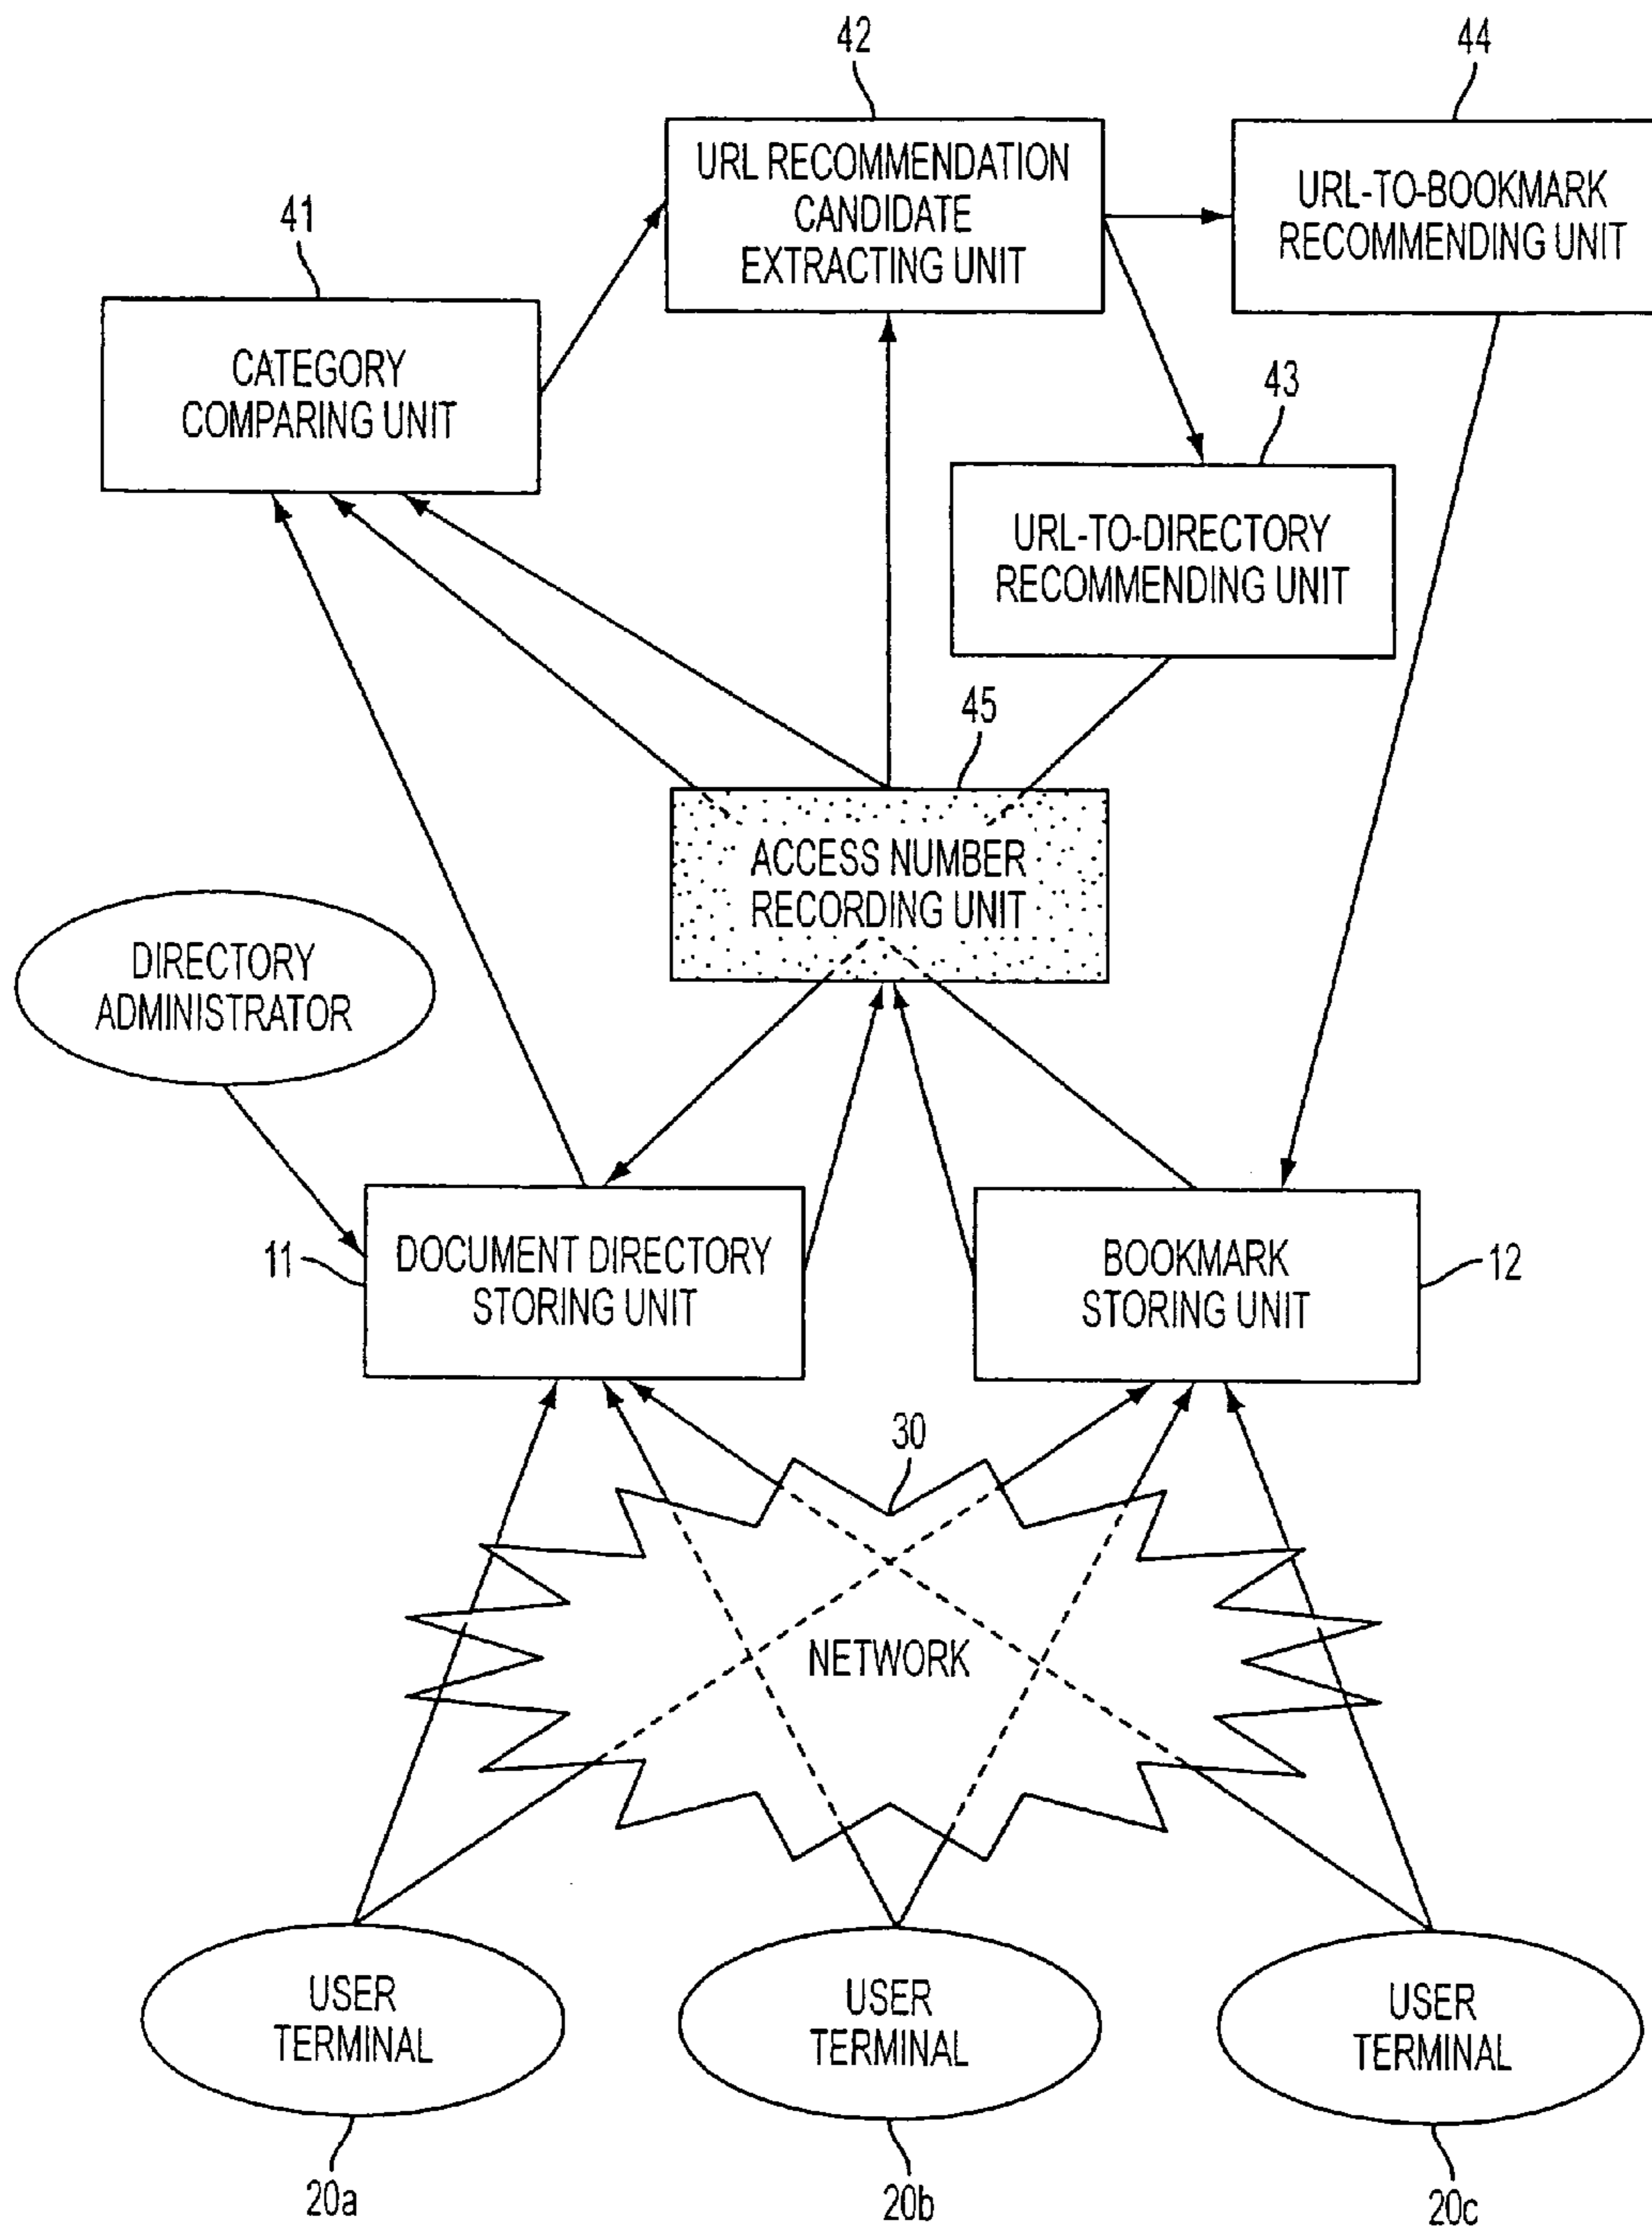 42
44
URL RECOMMENDATION
CANDIDATE
EXTRACTING UNIT
URL-TO-BOOKMARK
RECOMMENDING UNIT
41
CATEGORY
COMPARING UNIT
43
URL-TO-DIRECTORY
RECOMMENDING UNIT
45
ACCESS NUMBER
RECORDING UNIT
DIRECTORY
ADMINISTRATOR
11
DOCUMENT DIRECTORY
STORING UNIT
BOOKMARK
STORING UNIT
12
30
NETWORK
USER
TERMINAL
USER
TERMINAL
USER
TERMINAL
20a
20b
20c